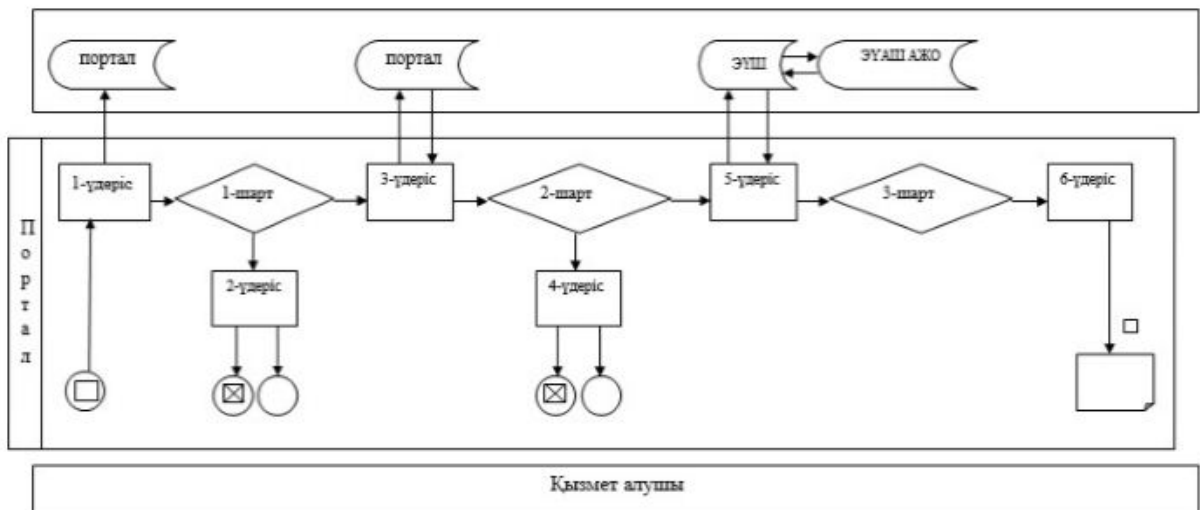 портал
портал
ЭҮШ
ЭҮАШ АЖО
1-үдеріс
1-шарт
3-үдеріс
2-шарт
5-үдеріс
3-шарт
6-үдеріс
2-үдеріс
4-үдеріс
Портал
Қызмет алушы